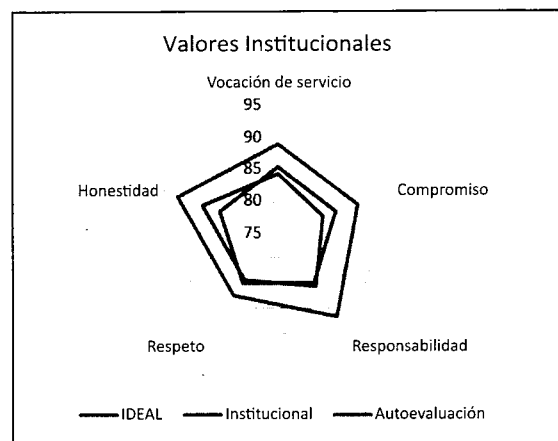 Valores Institucionales
Vocación de servicio
95
90
85
80
75
Honestidad
Compromiso
Respeto
Responsabilidad
IDEAL Institucional Autoevaluación